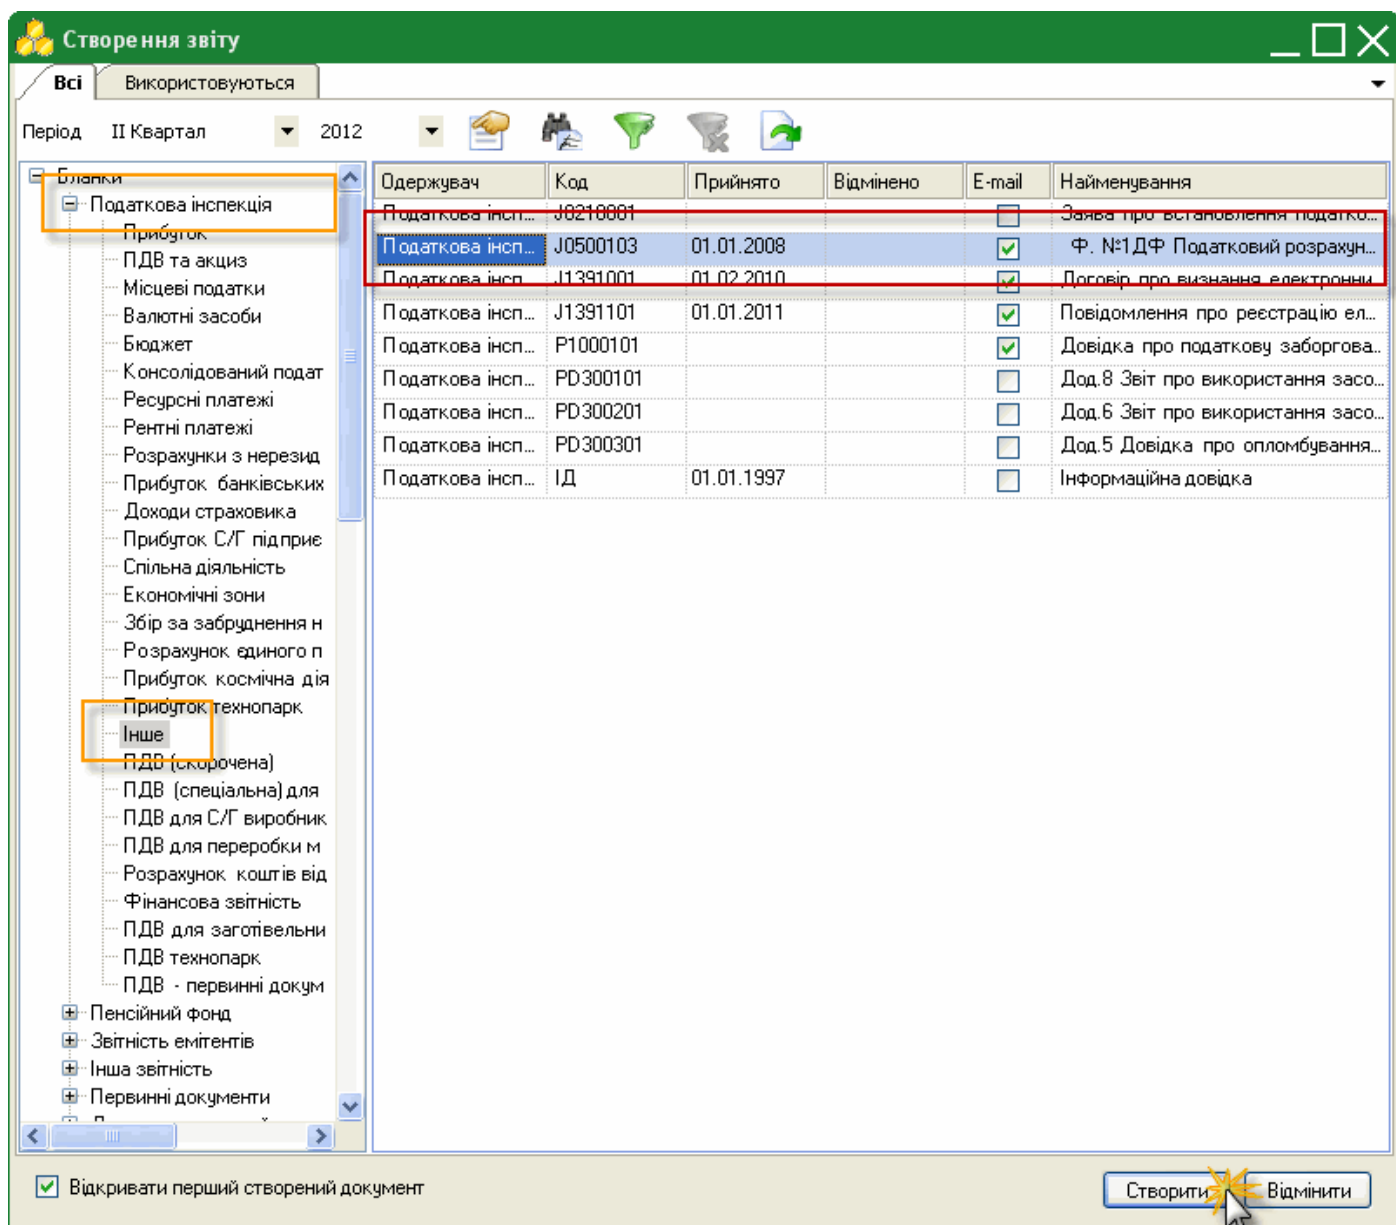 Створення звіту
Всі Використовуються
Період II Квартал 2012
Бланки
Податкова інспекція
Прибуток
ПДВ та акциз
Місцеві податки
Валютні засоби
Бюджет
Консолідований подат
Ресурсні платежі
Рентні платежі
Розрахунки з нерезид
Прибуток банківських
Доходи страховика
Прибуток С/Г підприє
Спільна діяльність
Економічні зони
Збір за забруднення н
Розрахунок єдиного п
Прибуток космічна дія
Прибуток технопарк
Інше
ПДВ (скорочена)
ПДВ (спеціальна) для
ПДВ для С/Г виробник
ПДВ для переробки м
Розрахунок коштів від
Фінансова звітність
ПДВ для заготівельни
ПДВ технопарк
ПДВ - первинні докум
Пенсійний фонд
Звітність емітентів
Інша звітність
Первинні документи
Одержувач Код Прийнято Відмінено E-mail Найменування
Податкова інсп... J0210001 Заява про встановлення податко...
Податкова інсп... J0500103 01.01.2008 Ф. №1ДФ Податковий розрахун...
Податкова інсп... J1391001 01.02.2010 Договір про визнання електронни...
Податкова інсп... J1391101 01.01.2011 Повідомлення про реєстрацію ел...
Податкова інсп... P1000101 Довідка про податкову заборгова...
Податкова інсп... PD300101 Дод.8 Звіт про використання засо...
Податкова інсп... PD300201 Дод.6 Звіт про використання засо...
Податкова інсп... PD300301 Дод.5 Довідка про опломбування...
Податкова інсп... ІД 01.01.1997 Інформаційна довідка
Відкривати перший створений документ
Створити Відмінити